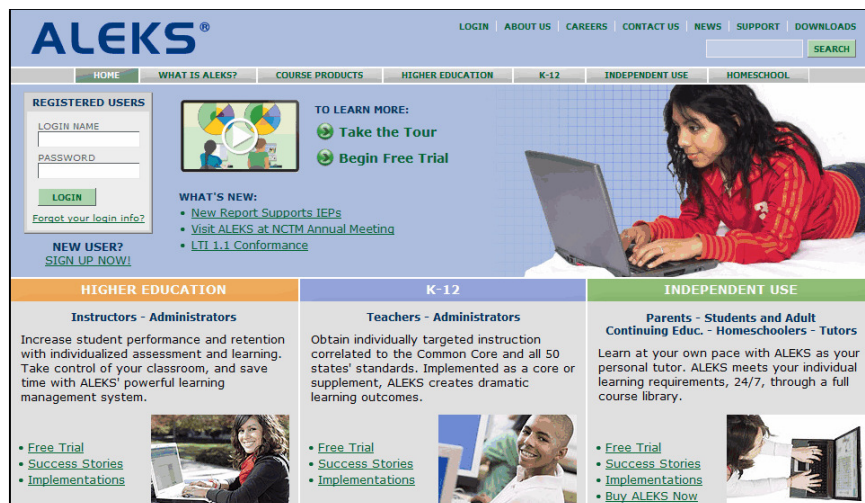 ALEKS®
LOGIN | ABOUT US | CAREERS | CONTACT US | NEWS | SUPPORT | DOWNLOADS
SEARCH
HOME WHAT IS ALEKS? COURSE PRODUCTS HIGHER EDUCATION K-12 INDEPENDENT USE HOMESCHOOL
REGISTERED USERS
LOGIN NAME
PASSWORD
LOGIN
Forgot your login info?
NEW USER?
SIGN UP NOW!
TO LEARN MORE:
Take the Tour
Begin Free Trial
WHAT'S NEW:
• New Report Supports IEPs
• Visit ALEKS at NCTM Annual Meeting
• LTI 1.1 Conformance
HIGHER EDUCATION
Instructors - Administrators
Increase student performance and retention
with individualized assessment and learning.
Take control of your classroom, and save
time with ALEKS' powerful learning
management system.
• Free Trial
• Success Stories
• Implementations
K-12
Teachers - Administrators
Obtain individually targeted instruction
correlated to the Common Core and all 50
states' standards. Implemented as a core or
supplement, ALEKS creates dramatic
learning outcomes.
• Free Trial
• Success Stories
• Implementations
INDEPENDENT USE
Parents - Students and Adult
Continuing Educ. - Homeschoolers - Tutors
Learn at your own pace with ALEKS as your
personal tutor. ALEKS meets your individual
learning requirements, 24/7, through a full
course library.
• Free Trial
• Success Stories
• Implementations
• Buy ALEKS Now